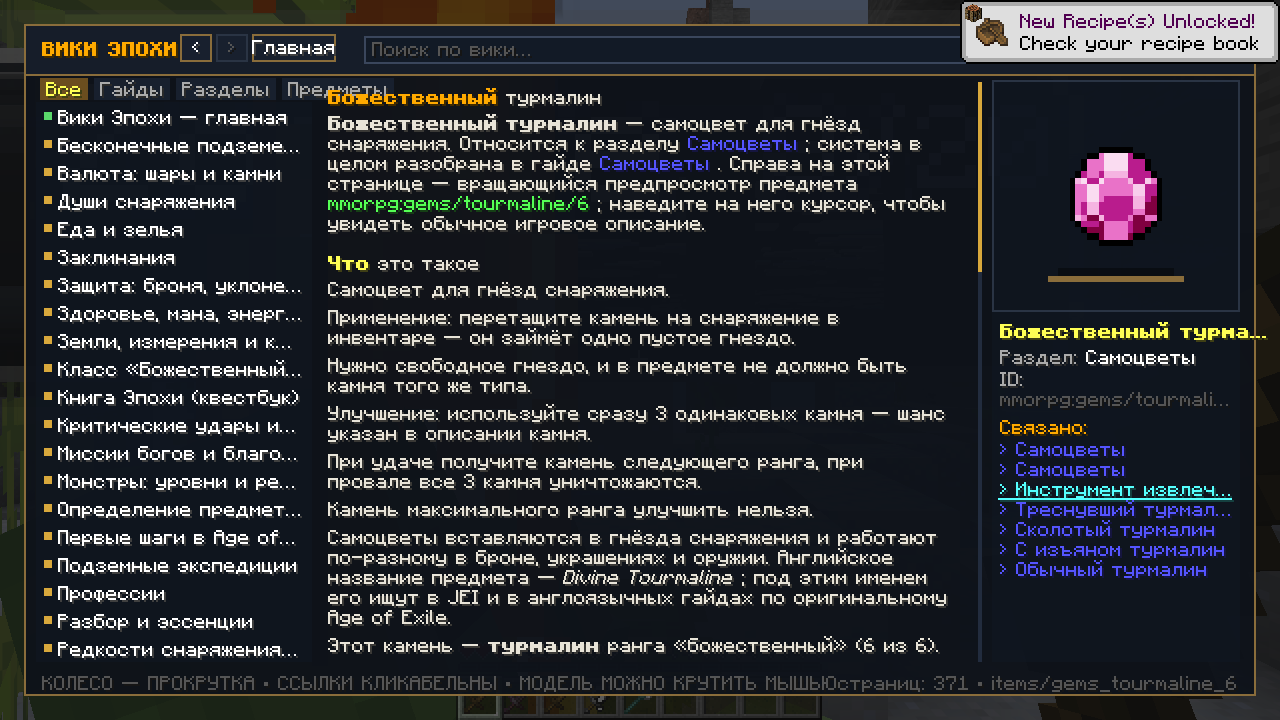 New Recipe(s) Unlocked!
Check your recipe book
ВИКИ ЭПОХИ < > Главная Поиск по вики...
Все Гайды Разделы Предметы
Вики Эпохи — главная
Бесконечные подземе...
Валюта: шары и камни
Души снаряжения
Еда и зелья
Заклинания
Защита: броня, уклоне...
Здоровье, мана, энерг...
Земли, измерения и к...
Класс «Божественный...
Книга Эпохи (квестбук)
Критические удары и...
Миссии богов и благо...
Монстры: уровни и ре...
Определение предмет...
Первые шаги в Age of...
Подземные экспедиции
Профессии
Разбор и эссенции
Редкости снаряжения...
Божественный турмалин
Божественный турмалин — самоцвет для гнёзд
снаряжения. Относится к разделу Самоцветы ; система в
целом разобрана в гайде Самоцветы . Справа на этой
странице — вращающийся предпросмотр предмета
mmorpg:gems/tourmaline/6 ; наведите на него курсор, чтобы
увидеть обычное игровое описание.
Что это такое
Самоцвет для гнёзд снаряжения.
Применение: перетащите камень на снаряжение в
инвентаре — он займёт одно пустое гнездо.
Нужно свободное гнездо, и в предмете не должно быть
камня того же типа.
Улучшение: используйте сразу 3 одинаковых камня — шанс
указан в описании камня.
При удаче получите камень следующего ранга, при
провале все 3 камня уничтожаются.
Камень максимального ранга улучшить нельзя.
Самоцветы вставляются в гнёзда снаряжения и работают
по-разному в броне, украшениях и оружии. Английское
название предмета — Divine Tourmaline ; под этим именем
его ищут в JEI и в англоязычных гайдах по оригинальному
Age of Exile.
Этот камень — турмалин ранга «божественный» (6 из 6).
Божественный турма...
Раздел: Самоцветы
ID:
mmorpg:gems/tourmali...
Связано:
> Самоцветы
> Самоцветы
> Инструмент извлеч...
> Треснувший турмал...
> Сколотый турмалин
> С изъяном турмалин
> Обычный турмалин
КОЛЕСО — ПРОКРУТКА • ССЫЛКИ КЛИКАБЕЛЬНЫ • МОДЕЛЬ МОЖНО КРУТИТЬ МЫШЬЮ
страниц: 371 • items/gems_tourmaline_6